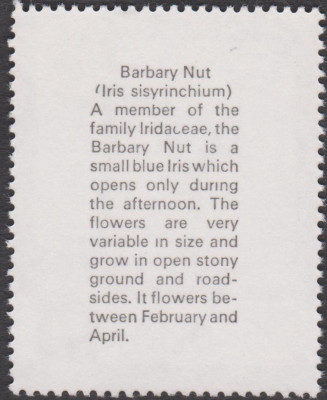 Barbary Nut
(Iris sisyrinchium)
A member of the
family Iridaceae, the
Barbary Nut is a
small blue Iris which
opens only during
the afternoon. The
flowers are very
variable in size and
grow in open stony
ground and road-
sides. It flowers be-
tween February and
April.